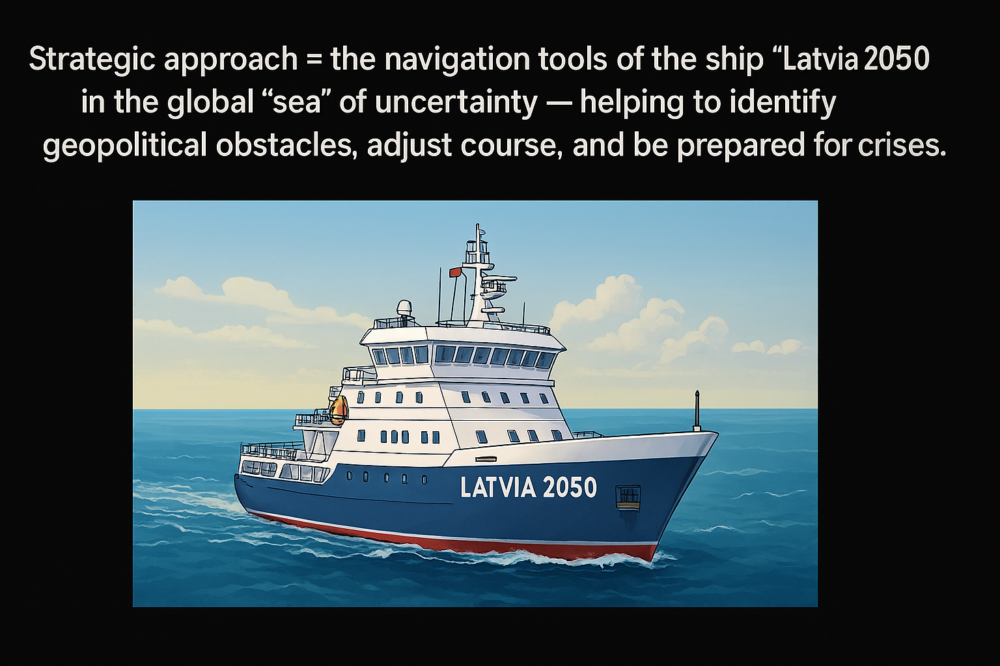 Strategic approach = the navigation tools of the ship “Latvia 2050
in the global “sea” of uncertainty — helping to identify
geopolitical obstacles, adjust course, and be prepared for crises.
LATVIA 2050